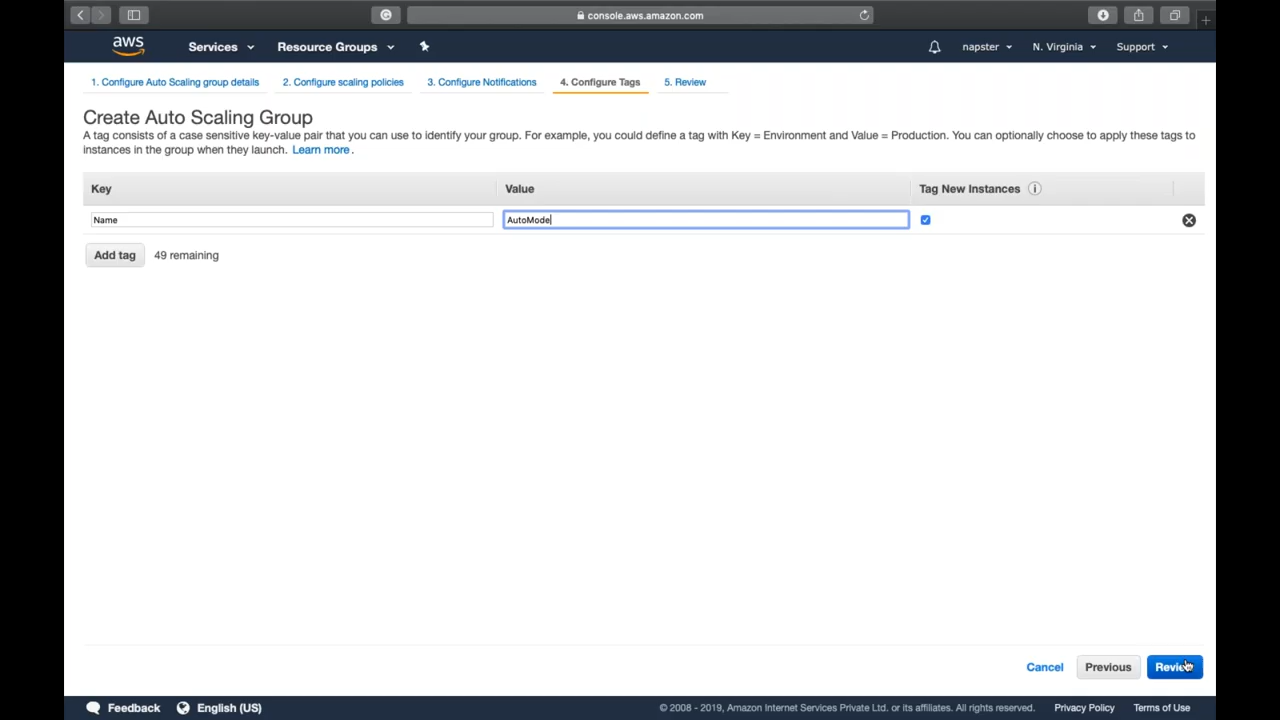 console.aws.amazon.com
aws Services Resource Groups napster N. Virginia Support
1. Configure Auto Scaling group details 2. Configure scaling policies 3. Configure Notifications 4. Configure Tags 5. Review
Create Auto Scaling Group
A tag consists of a case sensitive key-value pair that you can use to identify your group. For example, you could define a tag with Key = Environment and Value = Production. You can optionally choose to apply these tags to
instances in the group when they launch. Learn more.
Key Value Tag New Instances
Name AutoMode
Add tag 49 remaining
Cancel Previous Review
Feedback English (US) © 2008 - 2019, Amazon Internet Services Private Ltd. or its affiliates. All rights reserved. Privacy Policy Terms of Use